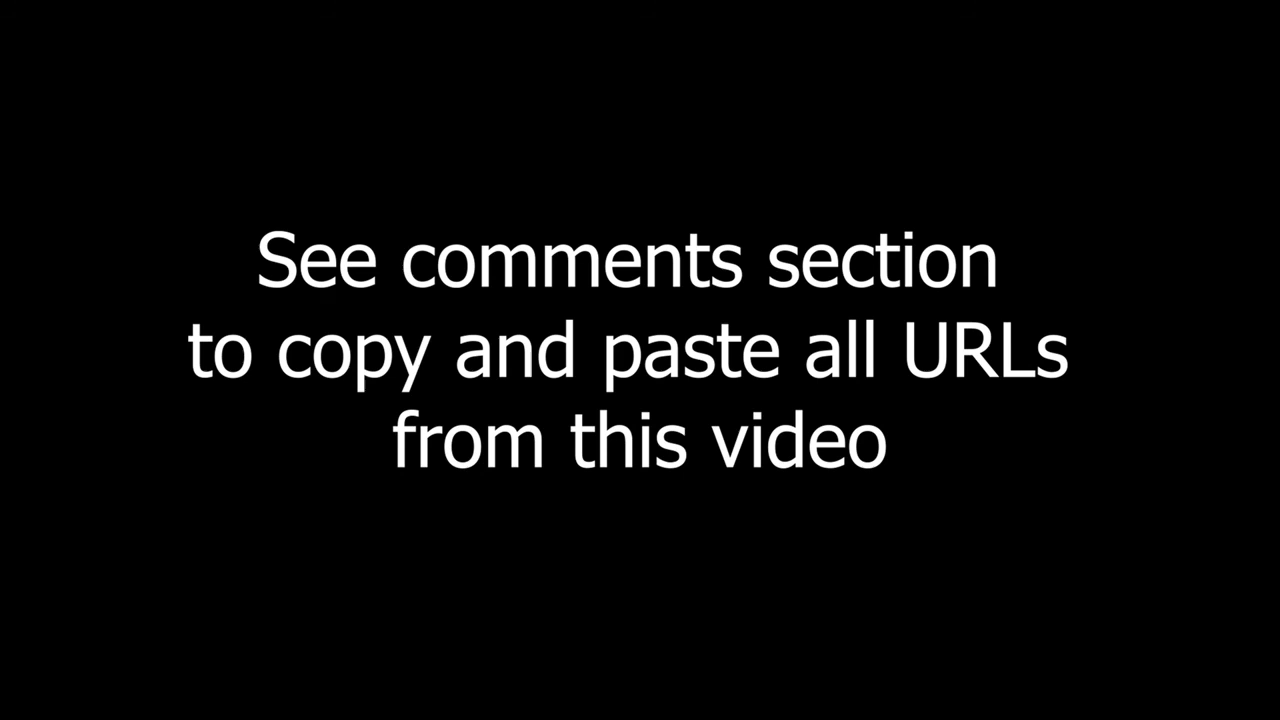 See comments section
to copy and paste all URLs
from this video